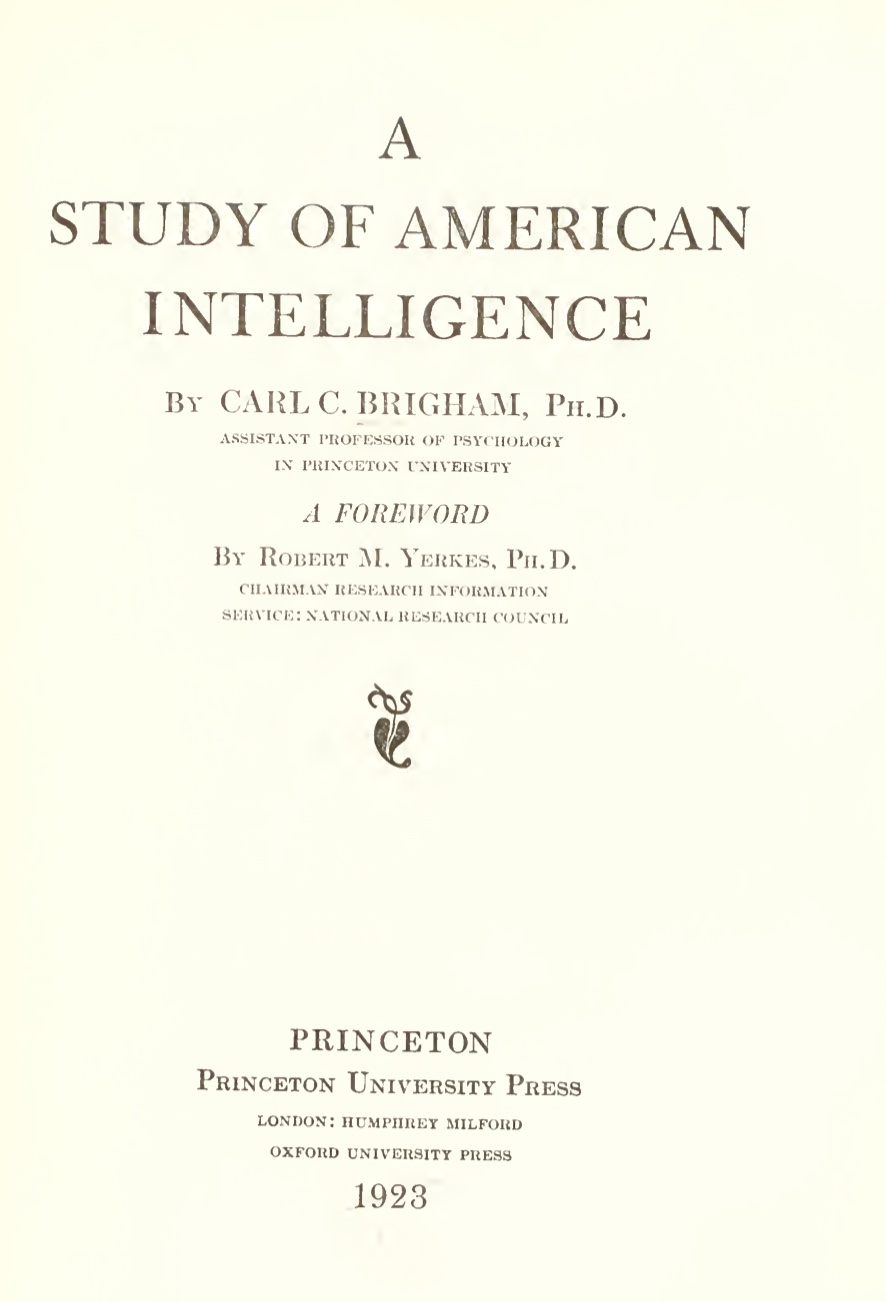 A
STUDY OF AMERICAN
INTELLIGENCE
BY CARL C. BRIGHAM, PH.D.
ASSISTANT PROFESSOR OF PSYCHOLOGY
IN PRINCETON UNIVERSITY
A FOREWORD
BY ROBERT M. YERKES, PH.D.
CHAIRMAN RESEARCH INFORMATION
SERVICE: NATIONAL RESEARCH COUNCIL
PRINCETON
PRINCETON UNIVERSITY PRESS
LONDON: HUMPHREY MILFORD
OXFORD UNIVERSITY PRESS
1923